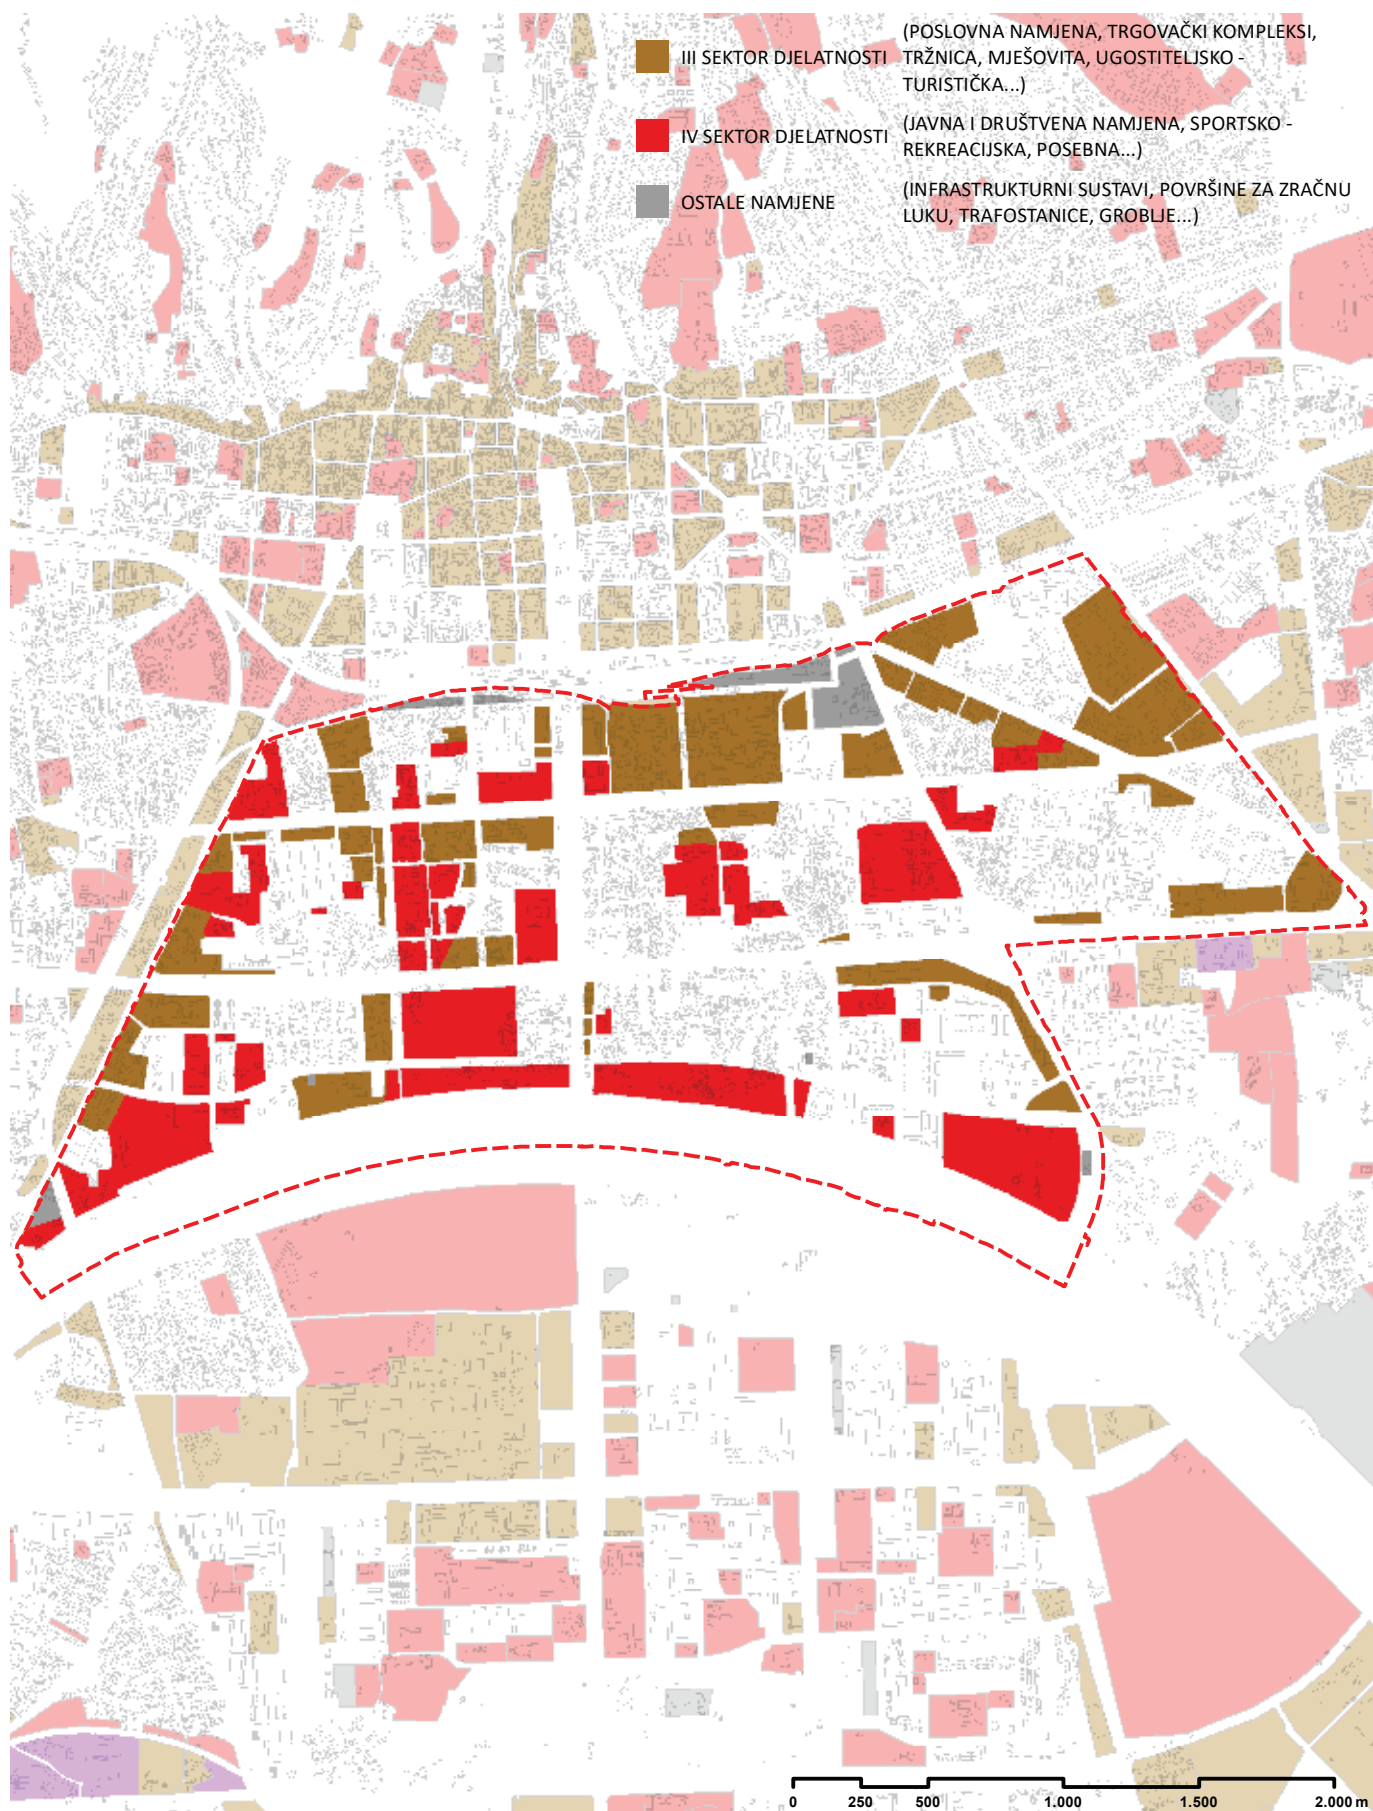 III SEKTOR DJELATNOSTI
(POSLOVNA NAMJENA, TRGOVAČKI KOMPLEKSI,
TRŽNICA, MJEŠOVITA, UGOSTITELJSKO -
TURISTIČKA...)
IV SEKTOR DJELATNOSTI
(JAVNA I DRUŠTVENA NAMJENA, SPORTSKO -
REKREACIJSKA, POSEBNA...)
OSTALE NAMJENE
(INFRASTRUKTURNI SUSTAVI, POVRŠINE ZA ZRAČNU
LUKU, TRAFOSTANICE, GROBLJE...)
0 250 500 1.000 1.500 2.000 m